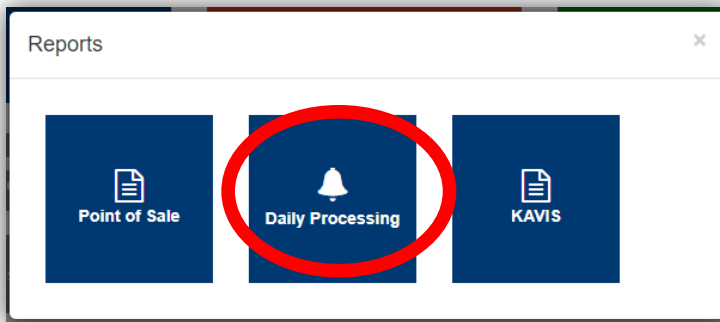 Reports
×
Point of Sale
Daily Processing
KAVIS